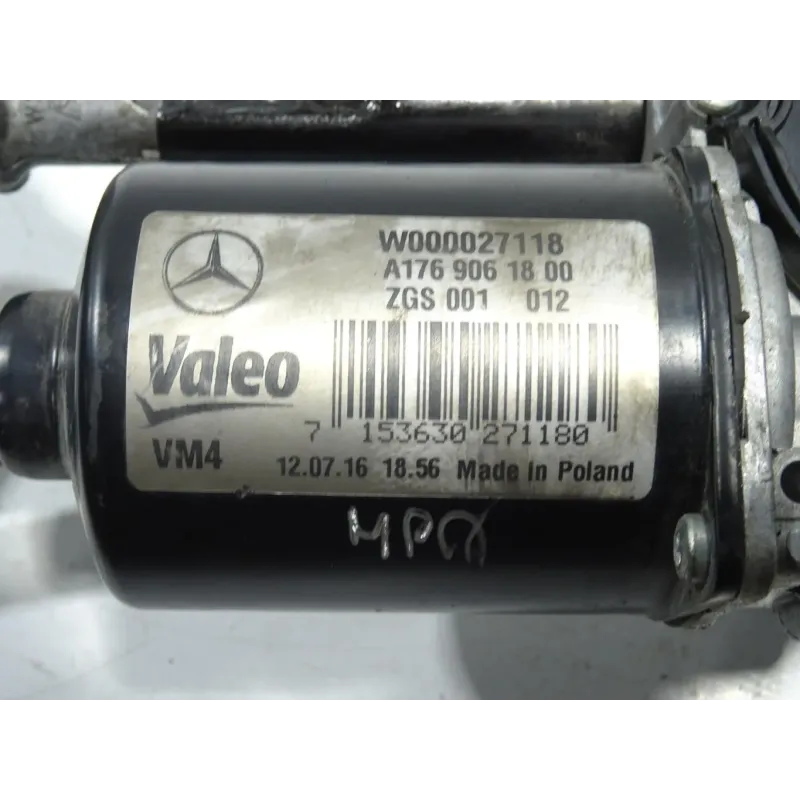 W000027118
A176 906 18 00
ZGS 001 012
Valeo
7 153630 271180
VM4
12.07.16 18.56 Made in Poland